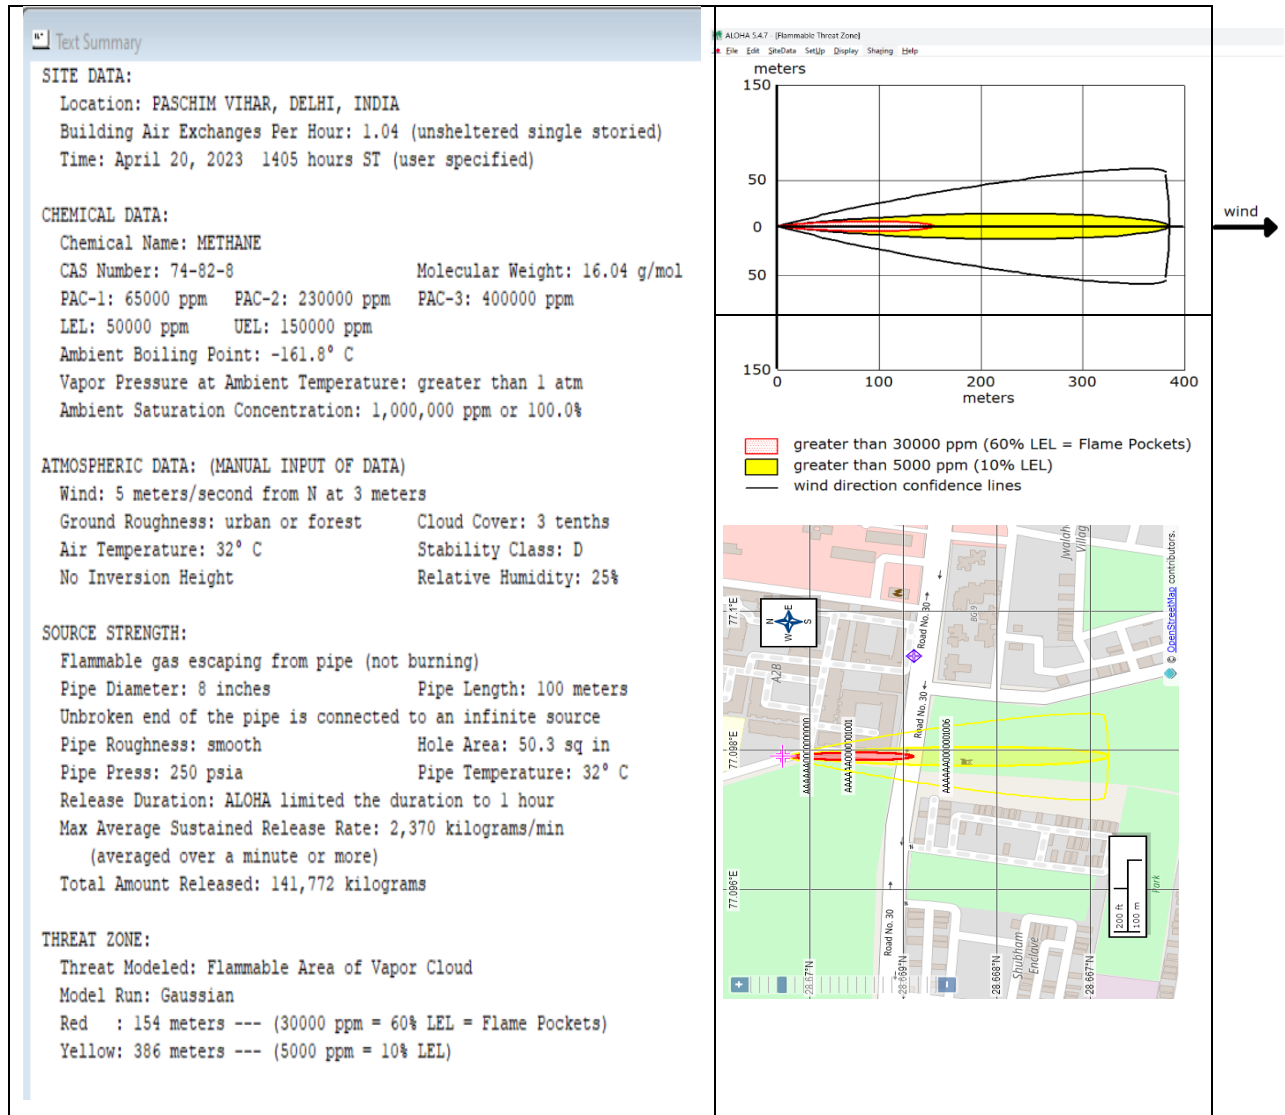 Text Summary
SITE DATA:
Location: PASCHIM VIHAR, DELHI, INDIA
Building Air Exchanges Per Hour: 1.04 (unsheltered single storied)
Time: April 20, 2023 1405 hours ST (user specified)
CHEMICAL DATA:
Chemical Name: METHANE
CAS Number: 74-82-8 Molecular Weight: 16.04 g/mol
PAC-1: 65000 ppm PAC-2: 230000 ppm PAC-3: 400000 ppm
LEL: 50000 ppm UEL: 150000 ppm
Ambient Boiling Point: -161.8° C
Vapor Pressure at Ambient Temperature: greater than 1 atm
Ambient Saturation Concentration: 1,000,000 ppm or 100.0%
ATMOSPHERIC DATA: (MANUAL INPUT OF DATA)
Wind: 5 meters/second from N at 3 meters
Ground Roughness: urban or forest Cloud Cover: 3 tenths
Air Temperature: 32° C Stability Class: D
No Inversion Height Relative Humidity: 25%
SOURCE STRENGTH:
Flammable gas escaping from pipe (not burning)
Pipe Diameter: 8 inches Pipe Length: 100 meters
Unbroken end of the pipe is connected to an infinite source
Pipe Roughness: smooth Hole Area: 50.3 sq in
Pipe Press: 250 psia Pipe Temperature: 32° C
Release Duration: ALOHA limited the duration to 1 hour
Max Average Sustained Release Rate: 2,370 kilograms/min
(averaged over a minute or more)
Total Amount Released: 141,772 kilograms
THREAT ZONE:
Threat Modeled: Flammable Area of Vapor Cloud
Model Run: Gaussian
Red : 154 meters --- (30000 ppm = 60% LEL = Flame Pockets)
Yellow: 386 meters --- (5000 ppm = 10% LEL)
ALOHA 5.4.7 - [Flammable Threat Zone]
File Edit SiteData SetUp Display Sharing Help
meters
150
50
0
50
150
0 100 200 300 400
meters
wind
greater than 30000 ppm (60% LEL = Flame Pockets)
greater than 5000 ppm (10% LEL)
wind direction confidence lines
77.1°E
77.098°E
77.096°E
28.67°N
28.669°N
28.668°N
28.667°N
N
E
S
W
A2B
BG 9
Road No. 30
Road No. 30
Road No. 30
Shubham
Enclave
Park
200 ft
100 m
© OpenStreetMap contributors.